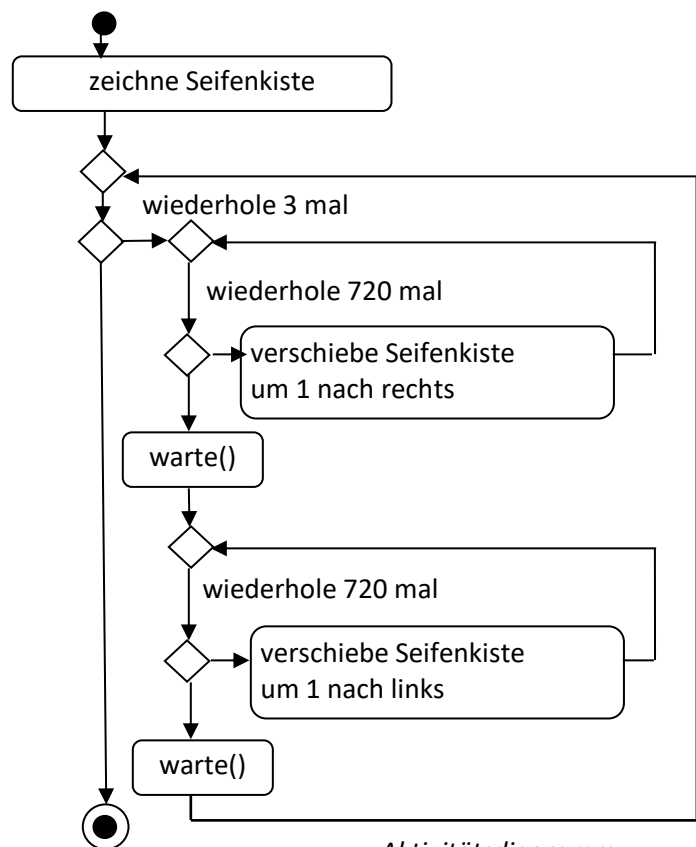 zeichne Seifenkiste
wiederhole 3 mal
wiederhole 720 mal
verschiebe Seifenkiste
um 1 nach rechts
warte()
wiederhole 720 mal
verschiebe Seifenkiste
um 1 nach links
warte()